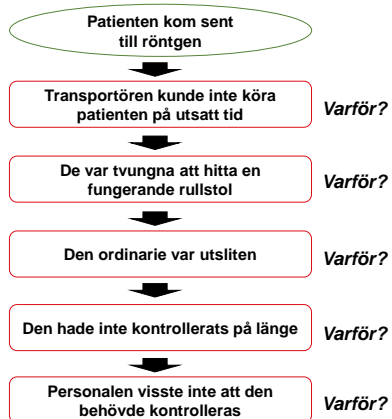 Patienten kom sent
till röntgen
Transportören kunde inte köra
patienten på utsatt tid
Varför?
De var tvungna att hitta en
fungerande rullstol
Varför?
Den ordinarie var utsliten
Varför?
Den hade inte kontrollerats på länge
Varför?
Personalen visste inte att den
behövde kontrolleras
Varför?